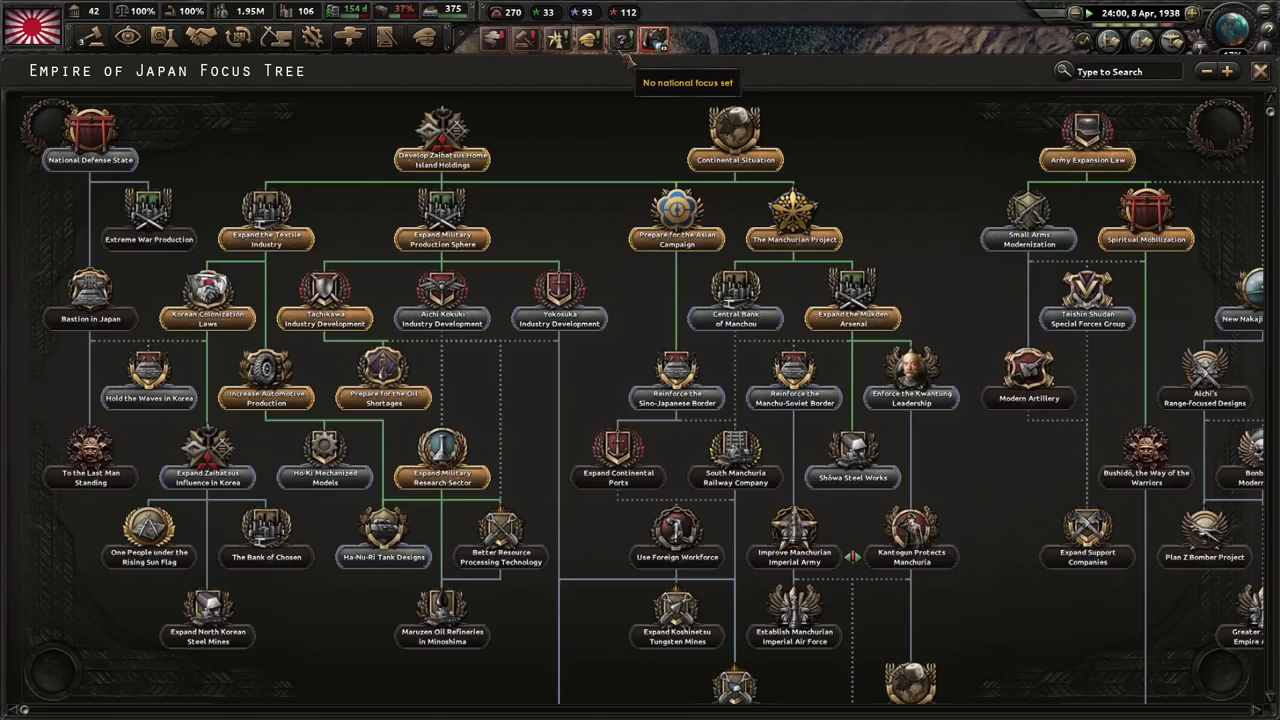 42 100% 100% 1.95M 106 154 d 37% 375 270 33 93 112 24:00, 8 Apr, 1938
3
Empire of Japan Focus Tree
Type to Search
No national focus set
National Defense State
Develop Zaibatsus Home
Island Holdings
Continental Situation
Army Expansion Law
Extreme War Production
Expand the Textile
Industry
Expand Military
Production Sphere
Prepare for the Asian
Campaign
The Manchurian Project
Small Arms
Modernization
Spiritual Mobilization
Bastion in Japan
Korean Colonization
Laws
Tachikawa
Industry Development
Aichi Kokuki
Industry Development
Yokosuka
Industry Development
Central Bank
of Manchou
Expand the Mukden
Arsenal
Teishin Shudan
Special Forces Group
New Nakaji
Hold the Waves in Korea
Increase Automotive
Production
Prepare for the Oil
Shortages
Reinforce the
Sino-Japanese Border
Reinforce the
Manchu-Soviet Border
Enforce the Kwantung
Leadership
Modern Artillery
Aichi's
Range-focused Designs
To the Last Man
Standing
Expand Zaibatsus
Influence in Korea
Ho-Ki Mechanized
Models
Expand Military
Research Sector
Expand Continental
Ports
South Manchuria
Railway Company
Shōwa Steel Works
Bushidō, the Way of the
Warriors
Bomb
Modern
One People under the
Rising Sun Flag
The Bank of Chosen
Ha-Nu-Ri Tank Designs
Better Resource
Processing Technology
Use Foreign Workforce
Improve Manchurian
Imperial Army
Kantogun Protects
Manchuria
Expand Support
Companies
Plan Z Bomber Project
Expand North Korean
Steel Mines
Maruzen Oil Refineries
in Minoshima
Expand Koshinetsu
Tungsten Mines
Establish Manchurian
Imperial Air Force
Greater
Empire